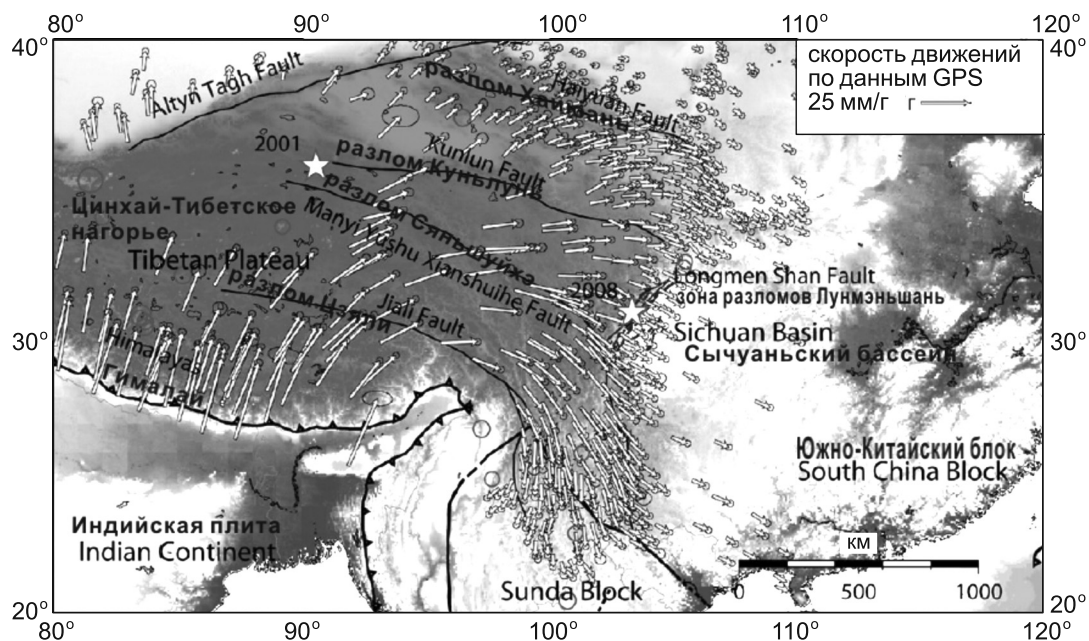 80° 90° 100° 110° 120°
40° 40°
скорость движений
по данным GPS
25 мм/г
Altyn Tagh Fault
разлом Хайюань
Haiyuan Fault
2001
Kunlun Fault
разлом Куньлунь
разлом Сяньшуйхэ
Manyi Yushu Xianshuihe Fault
Цинхай-Тибетское
нагорье
Tibetan Plateau
разлом Цзяли
Jiali Fault
2008
Longmen Shan Fault
зона разломов Лунмэньшань
30° 30°
Sichuan Basin
Сычуаньский бассейн
Himalayas
Гималаи
Южно-Китайский блок
South China Block
Индийская плита
Indian Continent
км
0 500 1000
Sunda Block
20° 20°
80° 90° 100° 110° 120°